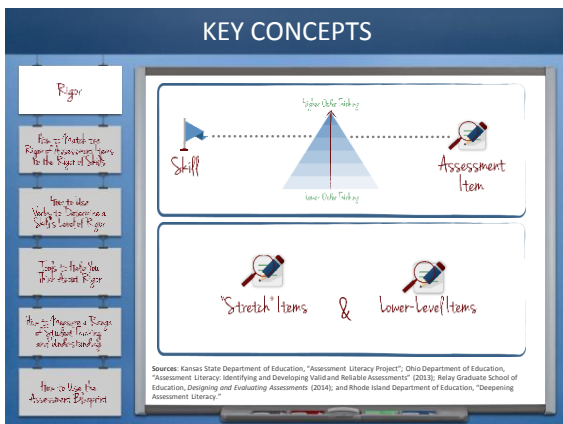 KEY CONCEPTS
Rigor
How to Match the
Rigor of Assessment Items
to the Rigor of Skills
How to Use
Verbs to Determine a
Skill's Level of Rigor
Tools to Help You
Think About Rigor
How to Measure a Range
of Student Learning
and Understanding
How to Use the
Assessment Blueprint
Higher Order Thinking
Skill
Assessment
Item
Lower Order Thinking
"Stretch" Items & Lower-Level Items
Sources: Kansas State Department of Education, "Assessment Literacy Project"; Ohio Department of Education,
"Assessment Literacy: Identifying and Developing Valid and Reliable Assessments" (2013); Relay Graduate School of
Education, Designing and Evaluating Assessments (2014); and Rhode Island Department of Education, "Deepening
Assessment Literacy."